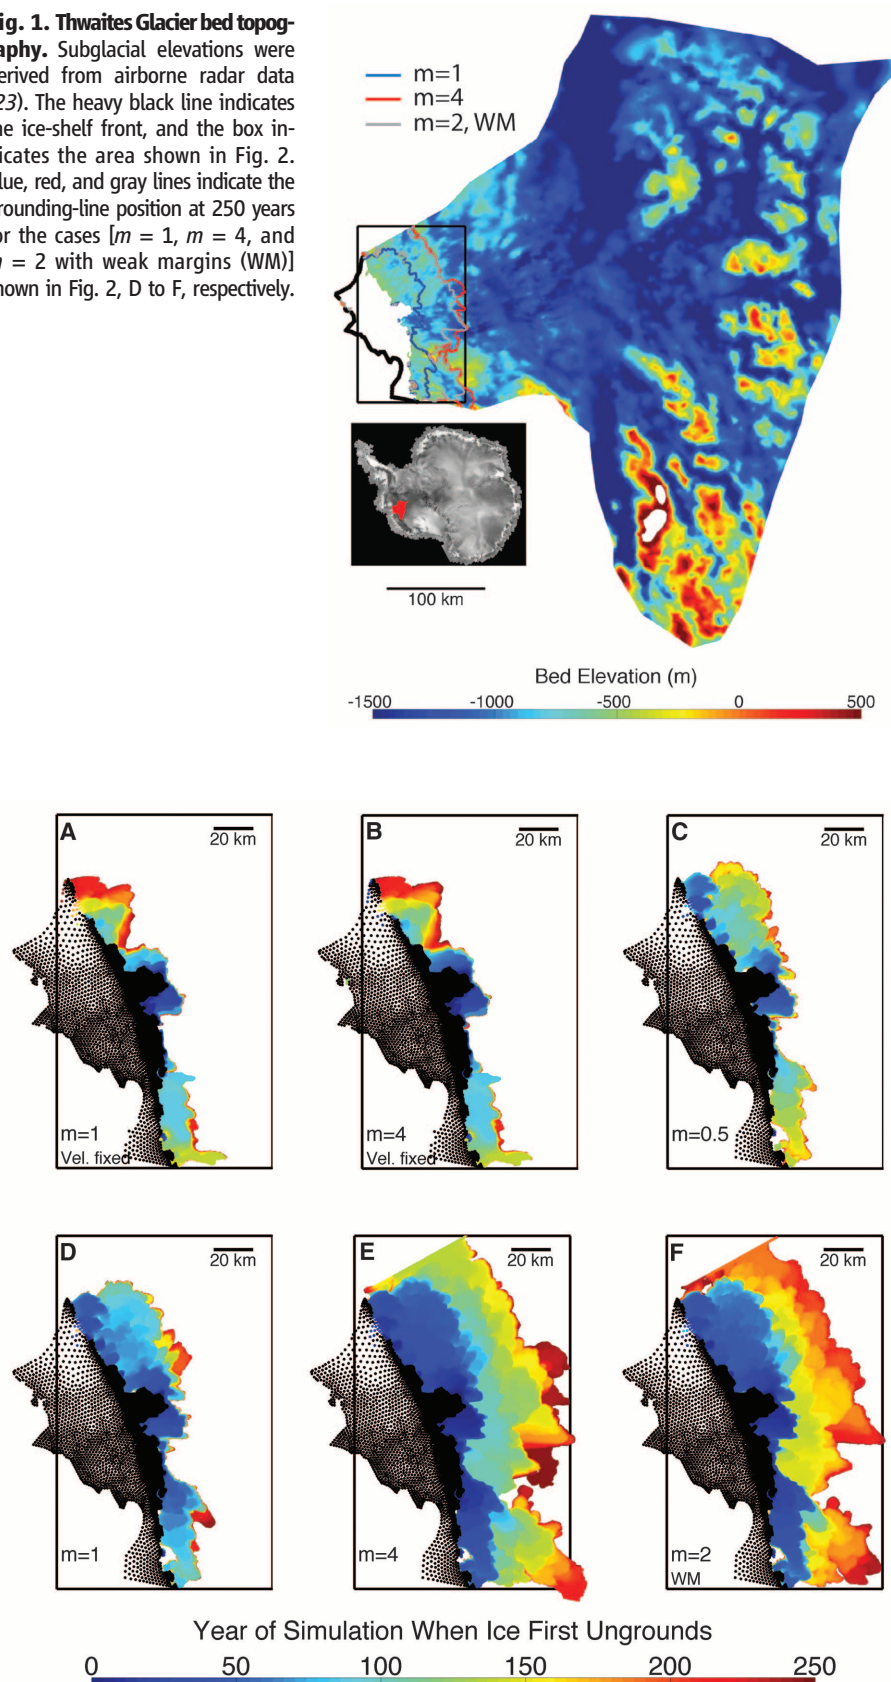 ig. 1. Thwaites Glacier bed topog-
aphy. Subglacial elevations were
erived from airborne radar data
23). The heavy black line indicates
ne ice-shelf front, and the box in-
icates the area shown in Fig. 2.
lue, red, and gray lines indicate the
rounding-line position at 250 years
or the cases [m = 1, m = 4, and
= 2 with weak margins (WM)]
hown in Fig. 2, D to F, respectively.
m=1
m=4
m=2, WM
100 km
Bed Elevation (m)
-1500 -1000 -500 0 500
A
20 km
m=1
Vel. fixed
B
20 km
m=4
Vel. fixed
C
20 km
m=0.5
D
20 km
m=1
E
20 km
m=4
F
20 km
m=2
WM
Year of Simulation When Ice First Ungrounds
0 50 100 150 200 250